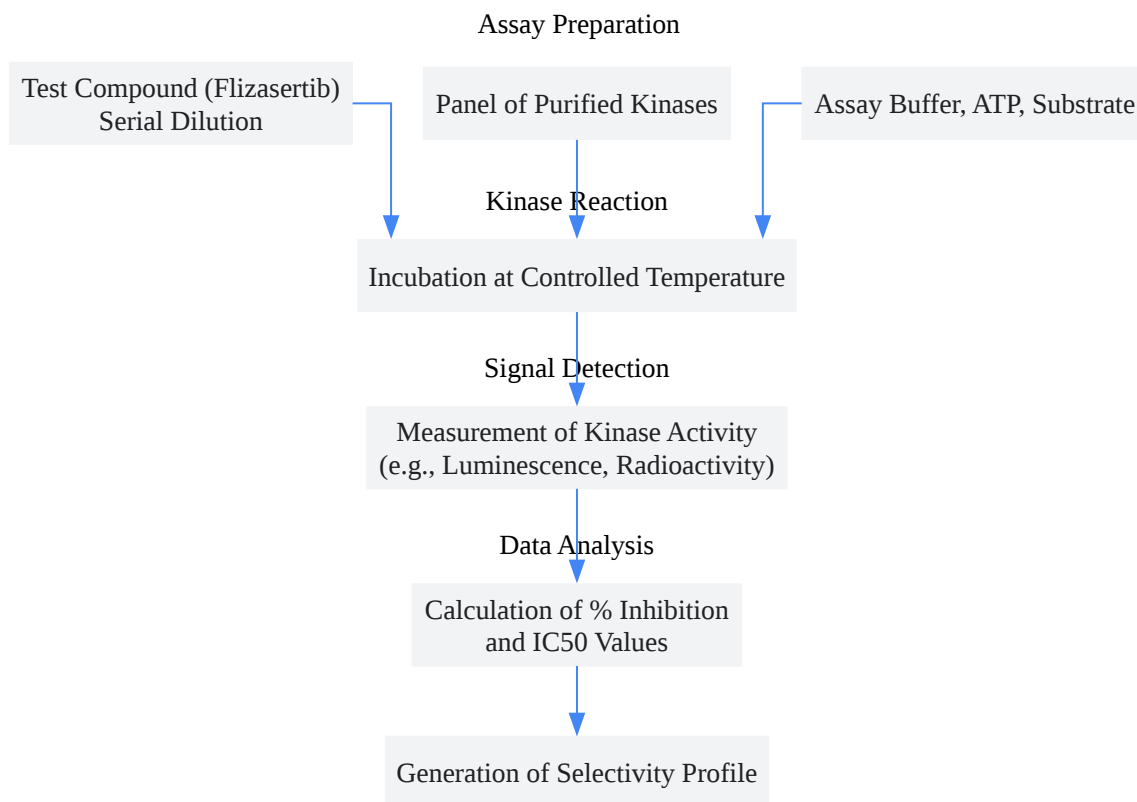 Assay Preparation
Test Compound (Flizasertib)
Serial Dilution
Panel of Purified Kinases
Assay Buffer, ATP, Substrate
Kinase Reaction
Incubation at Controlled Temperature
Signal Detection
Measurement of Kinase Activity
(e.g., Luminescence, Radioactivity)
Data Analysis
Calculation of % Inhibition
and IC50 Values
Generation of Selectivity Profile